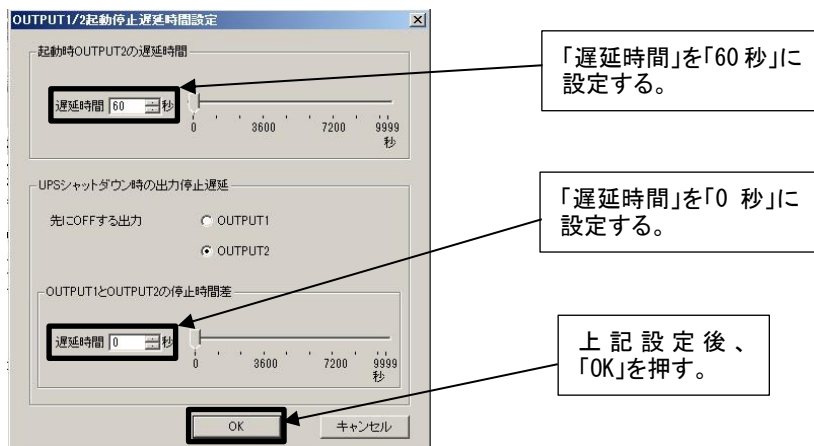 OUTPUT1/2起動停止遅延時間設定
起動時OUTPUT2の遅延時間
遅延時間 60 秒
0 3600 7200 9999
秒
「遅延時間」を「60 秒」に
設定する。
UPSシャットダウン時の出力停止遅延
先にOFFする出力 OUTPUT1
OUTPUT2
「遅延時間」を「0 秒」に
設定する。
OUTPUT1とOUTPUT2の停止時間差
遅延時間 0 秒
0 3600 7200 9999
秒
上記設定後、
「OK」を押す。
OK キャンセル